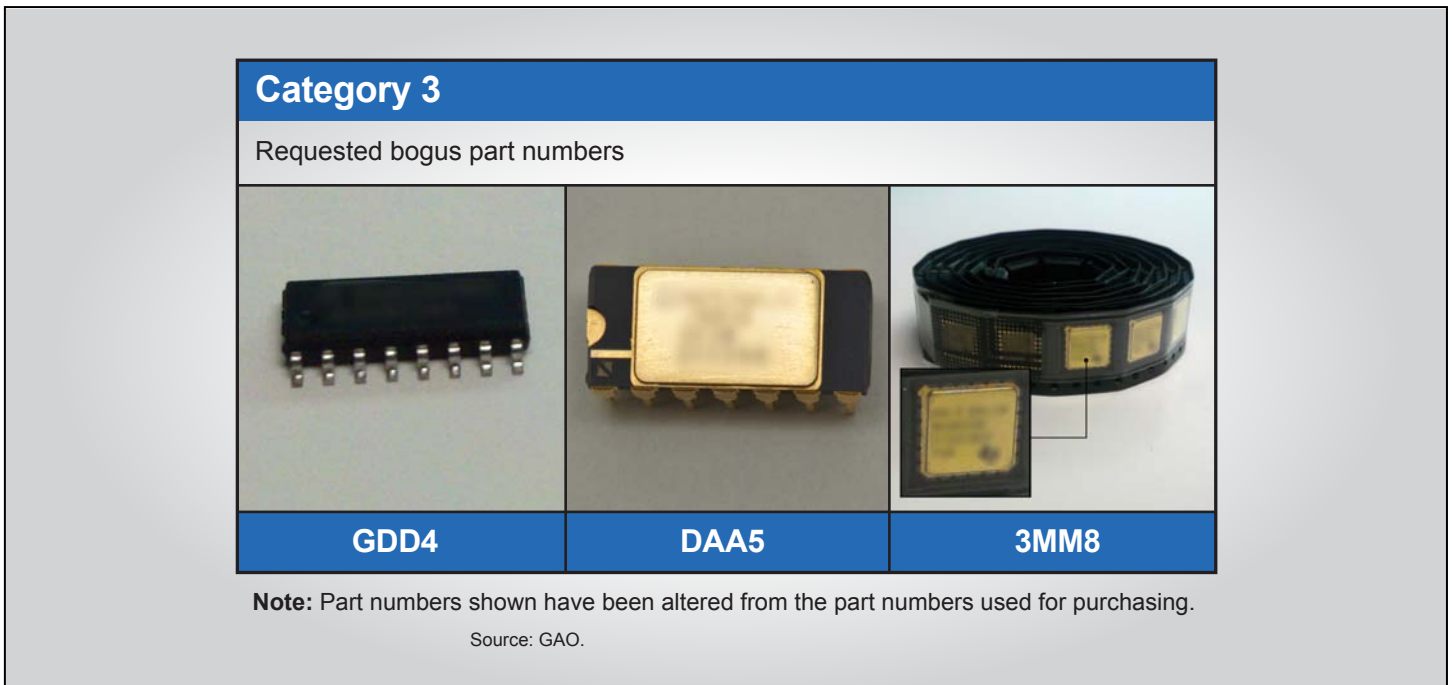 Category 3
Requested bogus part numbers
GDD4
DAA5
3MM8
Note: Part numbers shown have been altered from the part numbers used for purchasing.
Source: GAO.